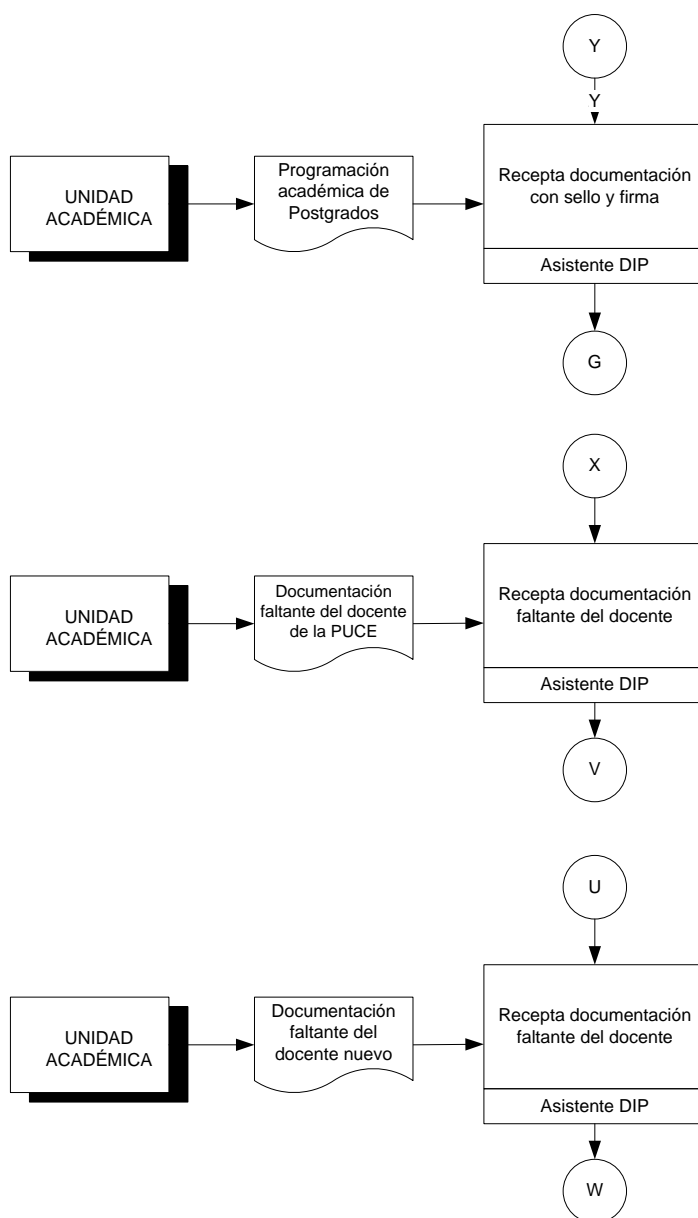 Y
Y
UNIDAD
ACADÉMICA
Programación
académica de
Postgrados
Recepta documentación
con sello y firma
Asistente DIP
G
X
UNIDAD
ACADÉMICA
Documentación
faltante del docente
de la PUCE
Recepta documentación
faltante del docente
Asistente DIP
V
U
UNIDAD
ACADÉMICA
Documentación
faltante del
docente nuevo
Recepta documentación
faltante del docente
Asistente DIP
W